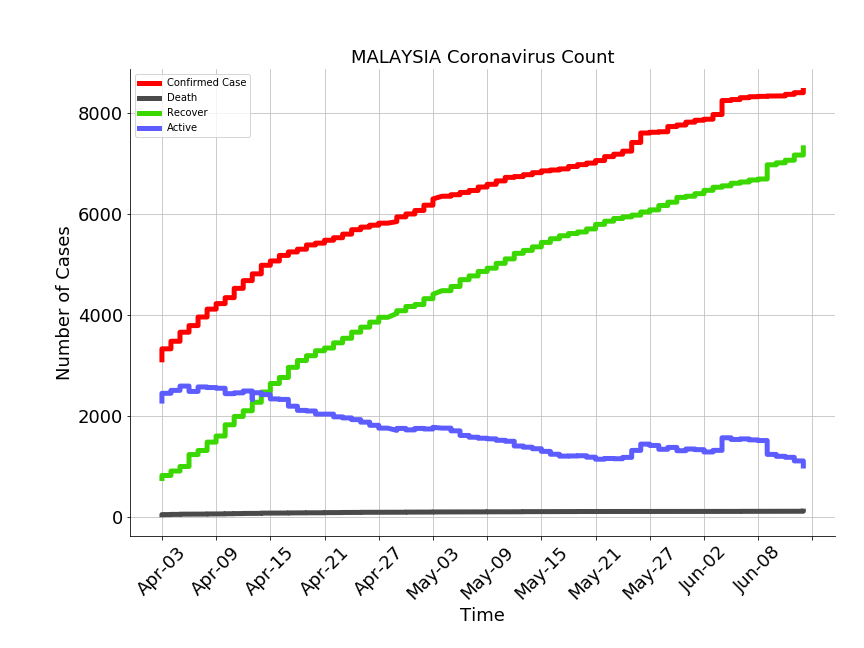 MALAYSIA Coronavirus Count
Confirmed Case
Death
Recover
Active
Number of Cases
8000
6000
4000
2000
0
Apr-03
Apr-09
Apr-15
Apr-21
Apr-27
May-03
May-09
May-15
May-21
May-27
Jun-02
Jun-08
Time